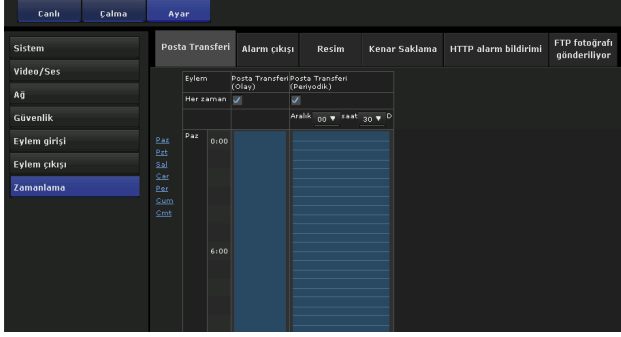 Canlı Çalma Ayar
Sistem
Video/Ses
Ağ
Güvenlik
Eylem girişi
Eylem çıkışı
Zamanlama
Posta Transferi Alarm çıkışı Resim Kenar Saklama HTTP alarm bildirimi FTP fotoğrafı
gönderiliyor
Eylem Posta Transferi Posta Transferi
(Olay) (Periyodik)
Her zaman
Aralık 00 ▼ saat 30 ▼ D
Paz
Pzt
Sal
Çar
Per
Cum
Cmt
Paz 0:00
6:00